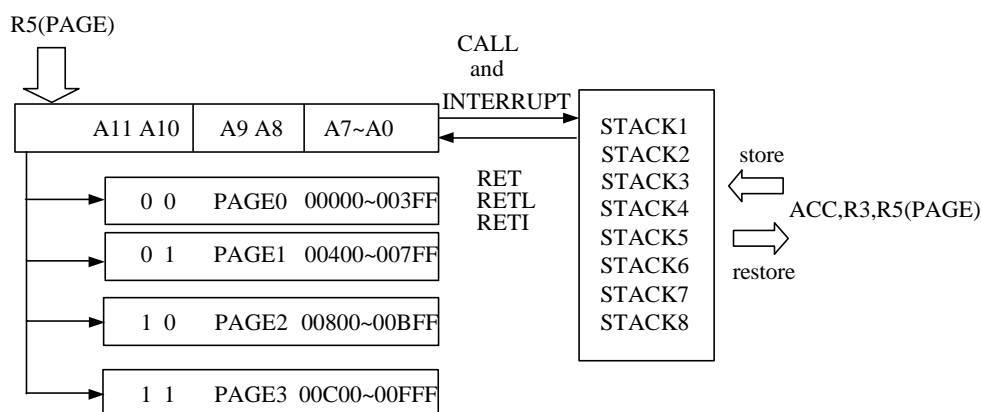 R5(PAGE)
CALL
and
INTERRUPT
A11 A10 A9 A8 A7~A0
0 0 PAGE0 00000~003FF
0 1 PAGE1 00400~007FF
1 0 PAGE2 00800~00BFF
1 1 PAGE3 00C00~00FFF
RET
RETL
RETI
STACK1
STACK2
STACK3
STACK4
STACK5
STACK6
STACK7
STACK8
store
ACC,R3,R5(PAGE)
restore